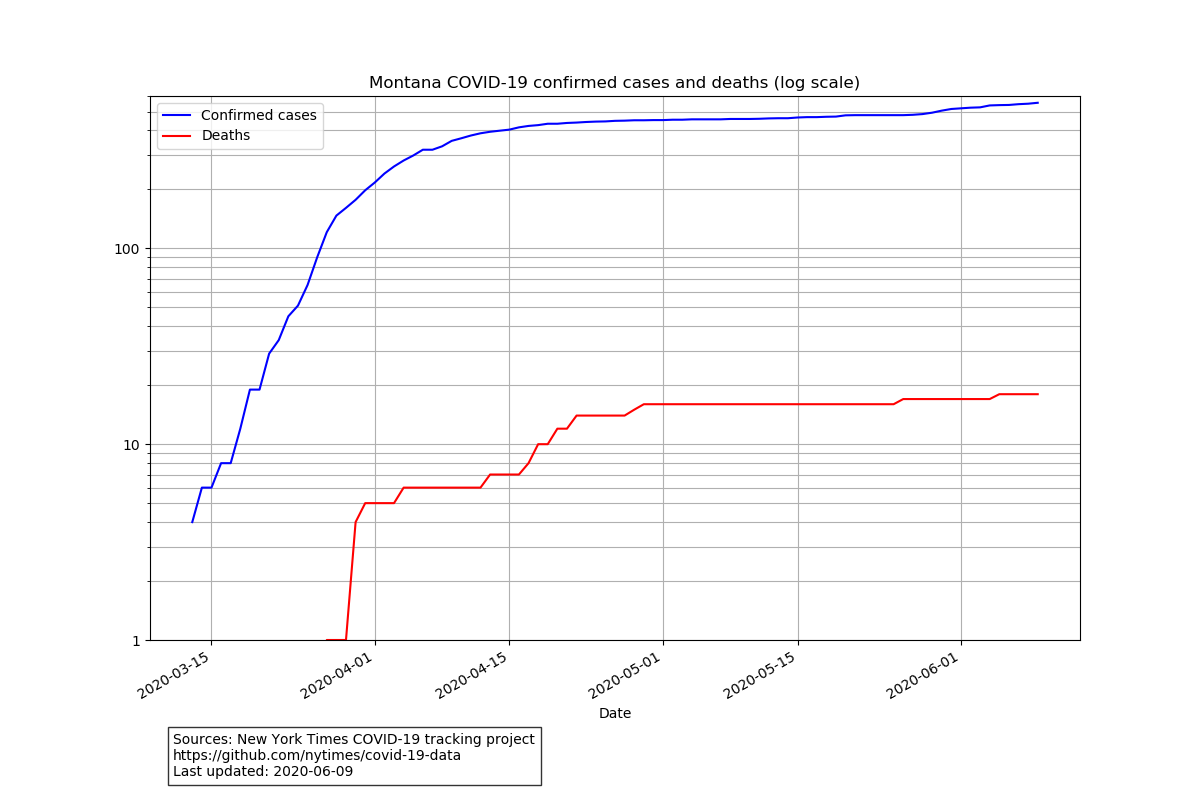 Montana COVID-19 confirmed cases and deaths (log scale)
Confirmed cases
Deaths
100
10
1
2020-03-15
2020-04-01
2020-04-15
2020-05-01
2020-05-15
2020-06-01
Date
Sources: New York Times COVID-19 tracking project
https://github.com/nytimes/covid-19-data
Last updated: 2020-06-09